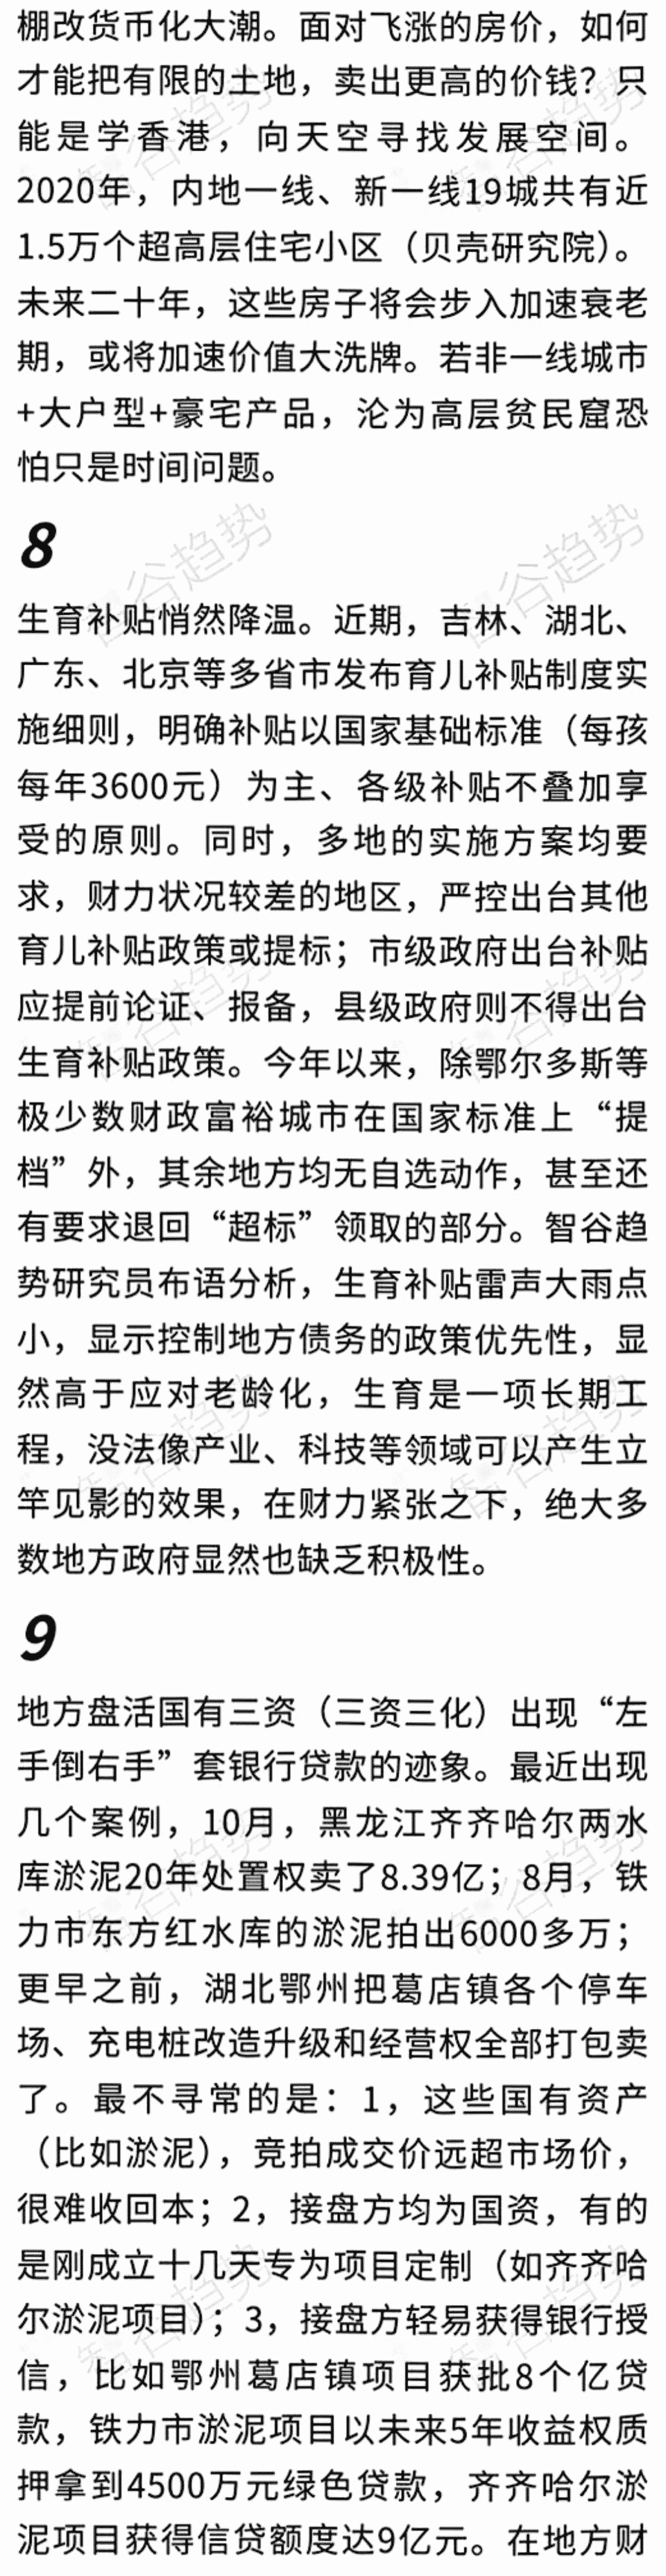 棚改货币化大潮。面对飞涨的房价，如何
才能把有限的土地，卖出更高的价钱？只
能是学香港，向天空寻找发展空间。
2020年，内地一线、新一线19城共有近
1.5万个超高层住宅小区（贝壳研究院）。
未来二十年，这些房子将会步入加速衰老
期，或将加速价值大洗牌。若非一线城市
+大户型+豪宅产品，沦为高层贫民窟恐
怕只是时间问题。
8
生育补贴悄然降温。近期，吉林、湖北、
广东、北京等多省市发布育儿补贴制度实
施细则，明确补贴以国家基础标准（每孩
每年3600元）为主、各级补贴不叠加享
受的原则。同时，多地的实施方案均要
求，财力状况较差的地区，严控出台其他
育儿补贴政策或提标；市级政府出台补贴
应提前论证、报备，县级政府则不得出台
生育补贴政策。今年以来，除鄂尔多斯等
极少数财政富裕城市在国家标准上“提
档”外，其余地方均无自选动作，甚至还
有要求退回“超标”领取的部分。智谷趋
势研究员布语分析，生育补贴雷声大雨点
小，显示控制地方债务的政策优先性，显
然高于应对老龄化，生育是一项长期工
程，没法像产业、科技等领域可以产生立
竿见影的效果，在财力紧张之下，绝大多
数地方政府显然也缺乏积极性。
9
地方盘活国有三资（三资三化）出现“左
手倒右手”套银行贷款的迹象。最近出现
几个案例，10月，黑龙江齐齐哈尔两水
库淤泥20年处置权卖了8.39亿；8月，铁
力市东方红水库的淤泥拍出6000多万；
更早之前，湖北鄂州把葛店镇各个停车
场、充电桩改造升级和经营权全部打包卖
了。最不寻常的是：1，这些国有资产
（比如淤泥），竞拍成交价远超市场价，
很难收回本；2，接盘方均为国资，有的
是刚成立十几天专为项目定制（如齐齐哈
尔淤泥项目）；3，接盘方轻易获得银行授
信，比如鄂州葛店镇项目获批8个亿贷
款，铁力市淤泥项目以未来5年收益权质
押拿到4500万元绿色贷款，齐齐哈尔淤
泥项目获得信贷额度达9亿元。在地方财
智谷趋势